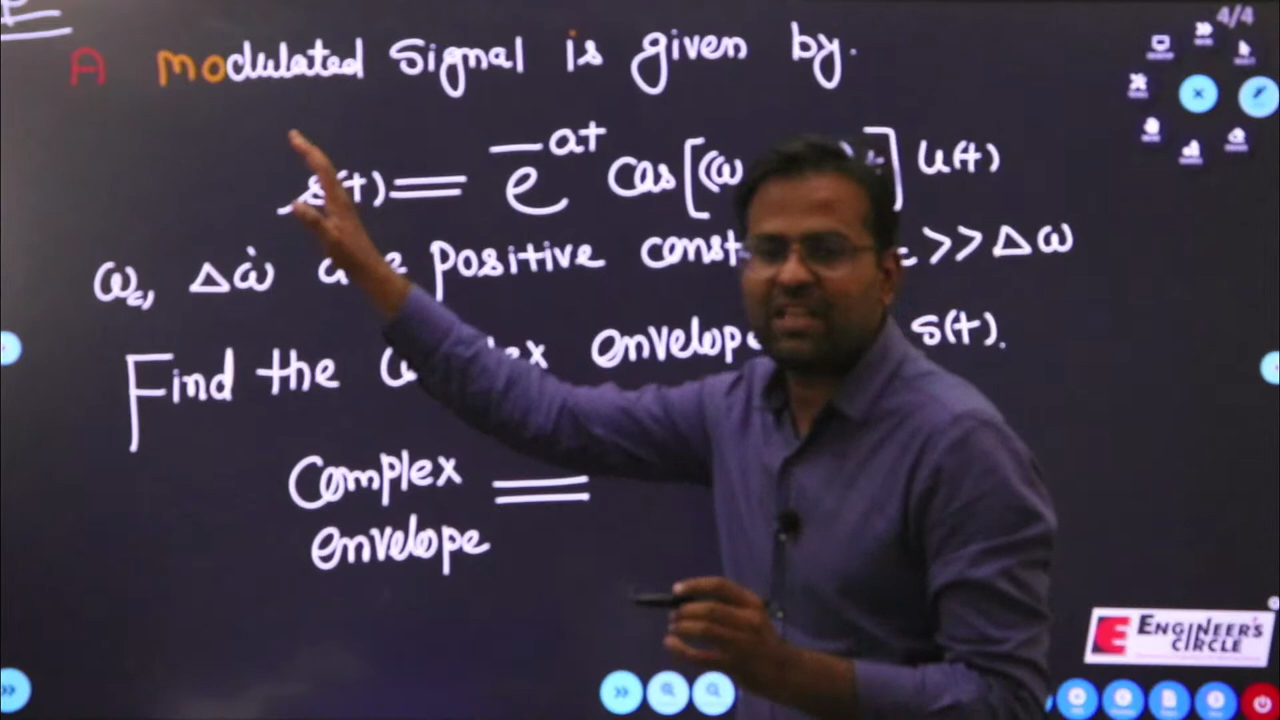 4/4
A modulated signal is given by.
s(t) = e^-at cos[(ω ] u(t)
ωc, Δω positive const >> Δω
Find the envelope s(t).
Complex =
envelope
ENGINEER'S
CIRCLE